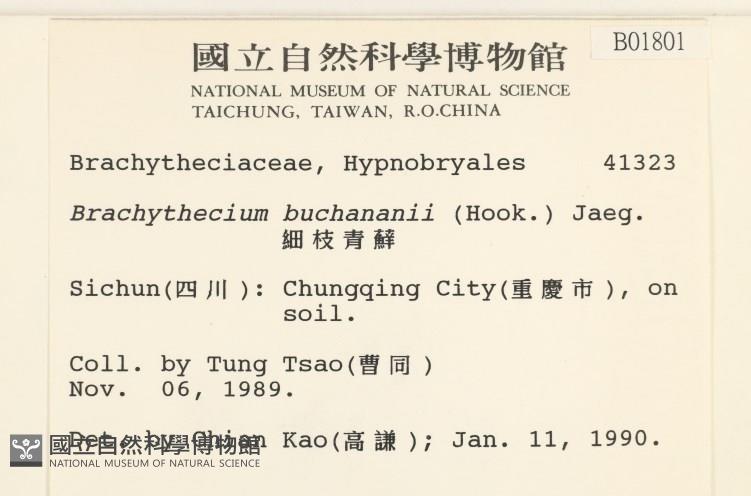 國立自然科學博物館
B01801
NATIONAL MUSEUM OF NATURAL SCIENCE
TAICHUNG, TAIWAN, R.O.CHINA
Brachytheciaceae, Hypnobryales 41323
Brachythecium buchananii (Hook.) Jaeg.
細枝青蘚
Sichun(四川): Chungqing City(重慶市), on
soil.
Coll. by Tung Tsao(曹同)
Nov. 06, 1989.
Det. by Chien Kao(高謙); Jan. 11, 1990.
國立自然科學博物館
NATIONAL MUSEUM OF NATURAL SCIENCE